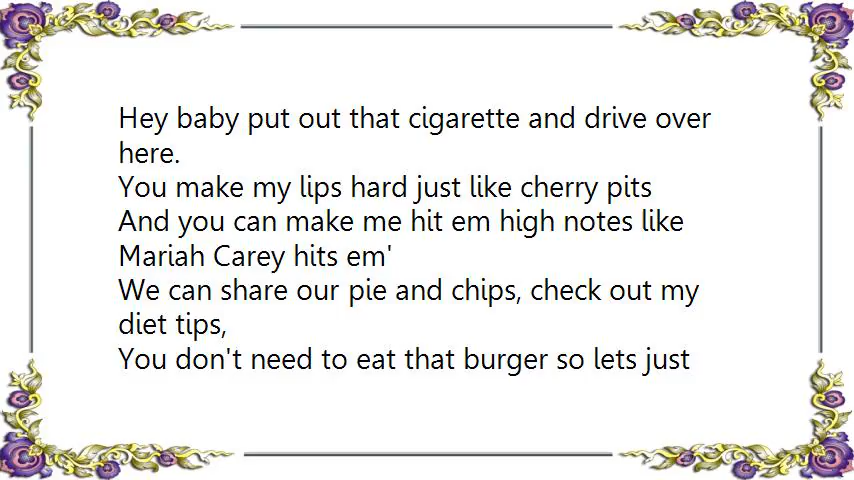 Hey baby put out that cigarette and drive over
here.
You make my lips hard just like cherry pits
And you can make me hit em high notes like
Mariah Carey hits em'
We can share our pie and chips, check out my
diet tips,
You don't need to eat that burger so lets just